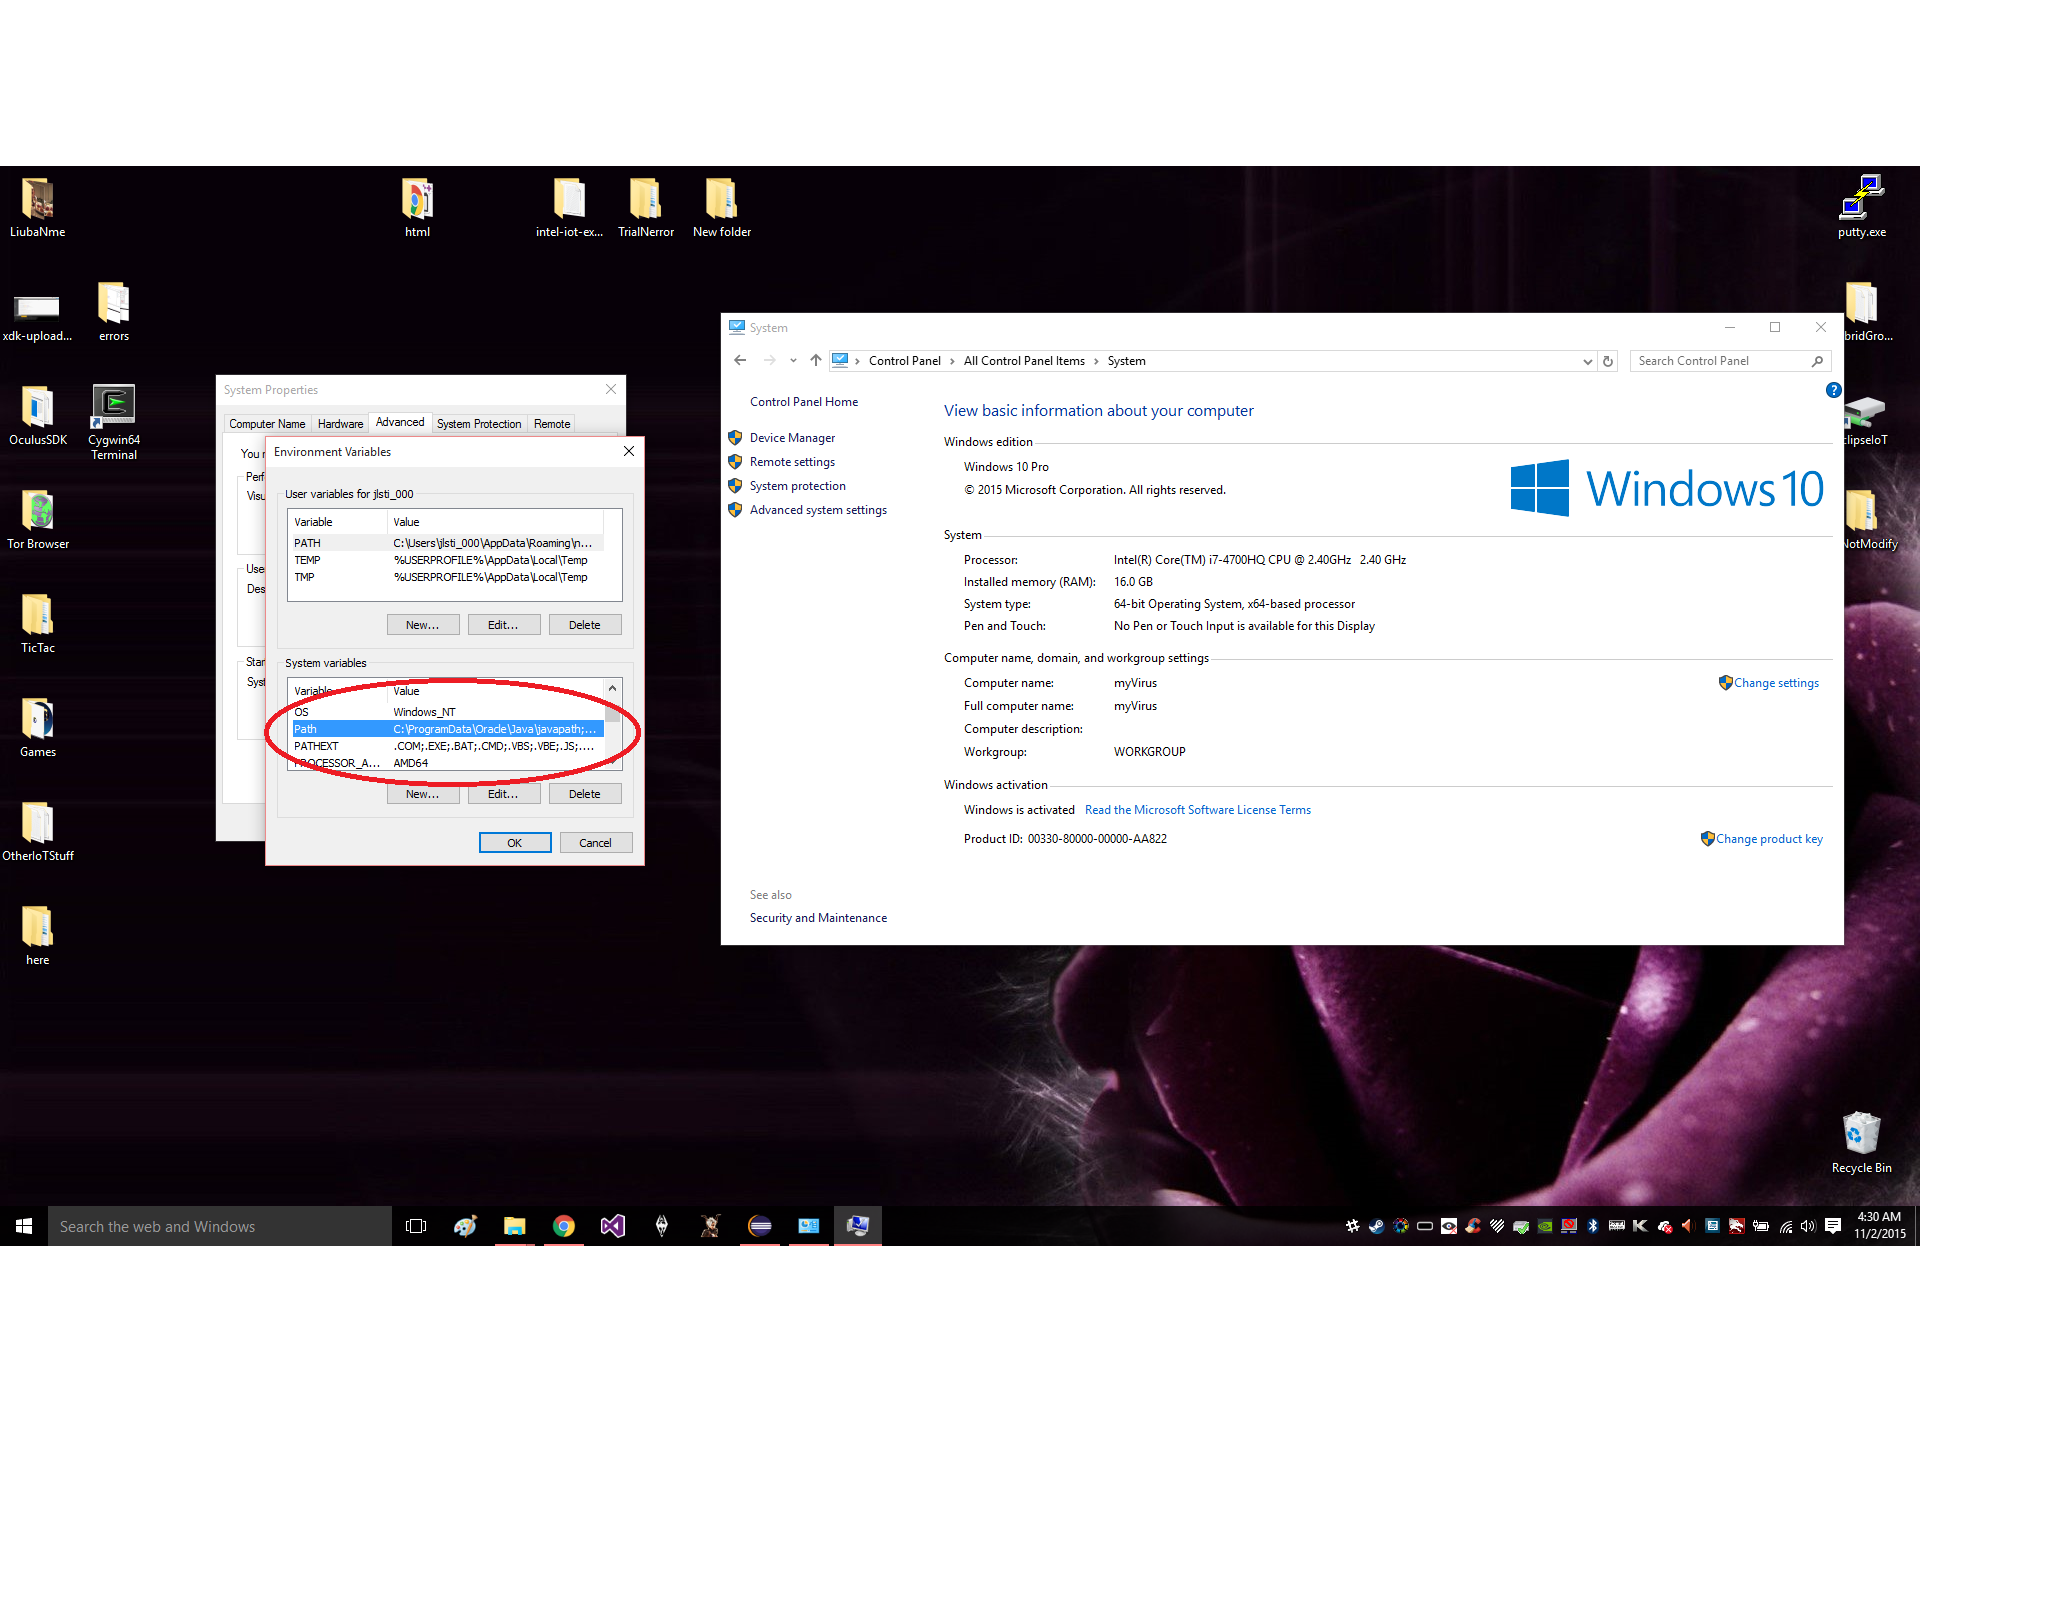 LiubaNme
html
intel-iot-ex...
TrialNerror
New folder
putty.exe
xdk-upload...
errors
bridGro...
OculusSDK
Cygwin64
Terminal
clipseIoT
Tor Browser
NotModify
TicTac
Games
OtherIoTStuff
here
Recycle Bin
System Properties
Computer Name
Hardware
Advanced
System Protection
Remote
You r
Perf
Visu
User
Des
Star
Syst
Environment Variables
User variables for jlsti_000
Variable Value
PATH C:\Users\jlsti_000\AppData\Roaming\n...
TEMP %USERPROFILE%\AppData\Local\Temp
TMP %USERPROFILE%\AppData\Local\Temp
New... Edit... Delete
System variables
Variable Value
OS Windows_NT
Path C:\ProgramData\Oracle\Java\javapath;...
PATHEXT .COM;.EXE;.BAT;.CMD;.VBS;.VBE;.JS;....
PROCESSOR_A... AMD64
New... Edit... Delete
OK Cancel
System
Control Panel > All Control Panel Items > System
Search Control Panel
Control Panel Home
Device Manager
Remote settings
System protection
Advanced system settings
See also
Security and Maintenance
View basic information about your computer
Windows edition
Windows 10 Pro
© 2015 Microsoft Corporation. All rights reserved.
Windows 10
System
Processor: Intel(R) Core(TM) i7-4700HQ CPU @ 2.40GHz 2.40 GHz
Installed memory (RAM): 16.0 GB
System type: 64-bit Operating System, x64-based processor
Pen and Touch: No Pen or Touch Input is available for this Display
Computer name, domain, and workgroup settings
Computer name: myVirus
Change settings
Full computer name: myVirus
Computer description:
Workgroup: WORKGROUP
Windows activation
Windows is activated Read the Microsoft Software License Terms
Product ID: 00330-80000-00000-AA822
Change product key
Search the web and Windows
4:30 AM
11/2/2015